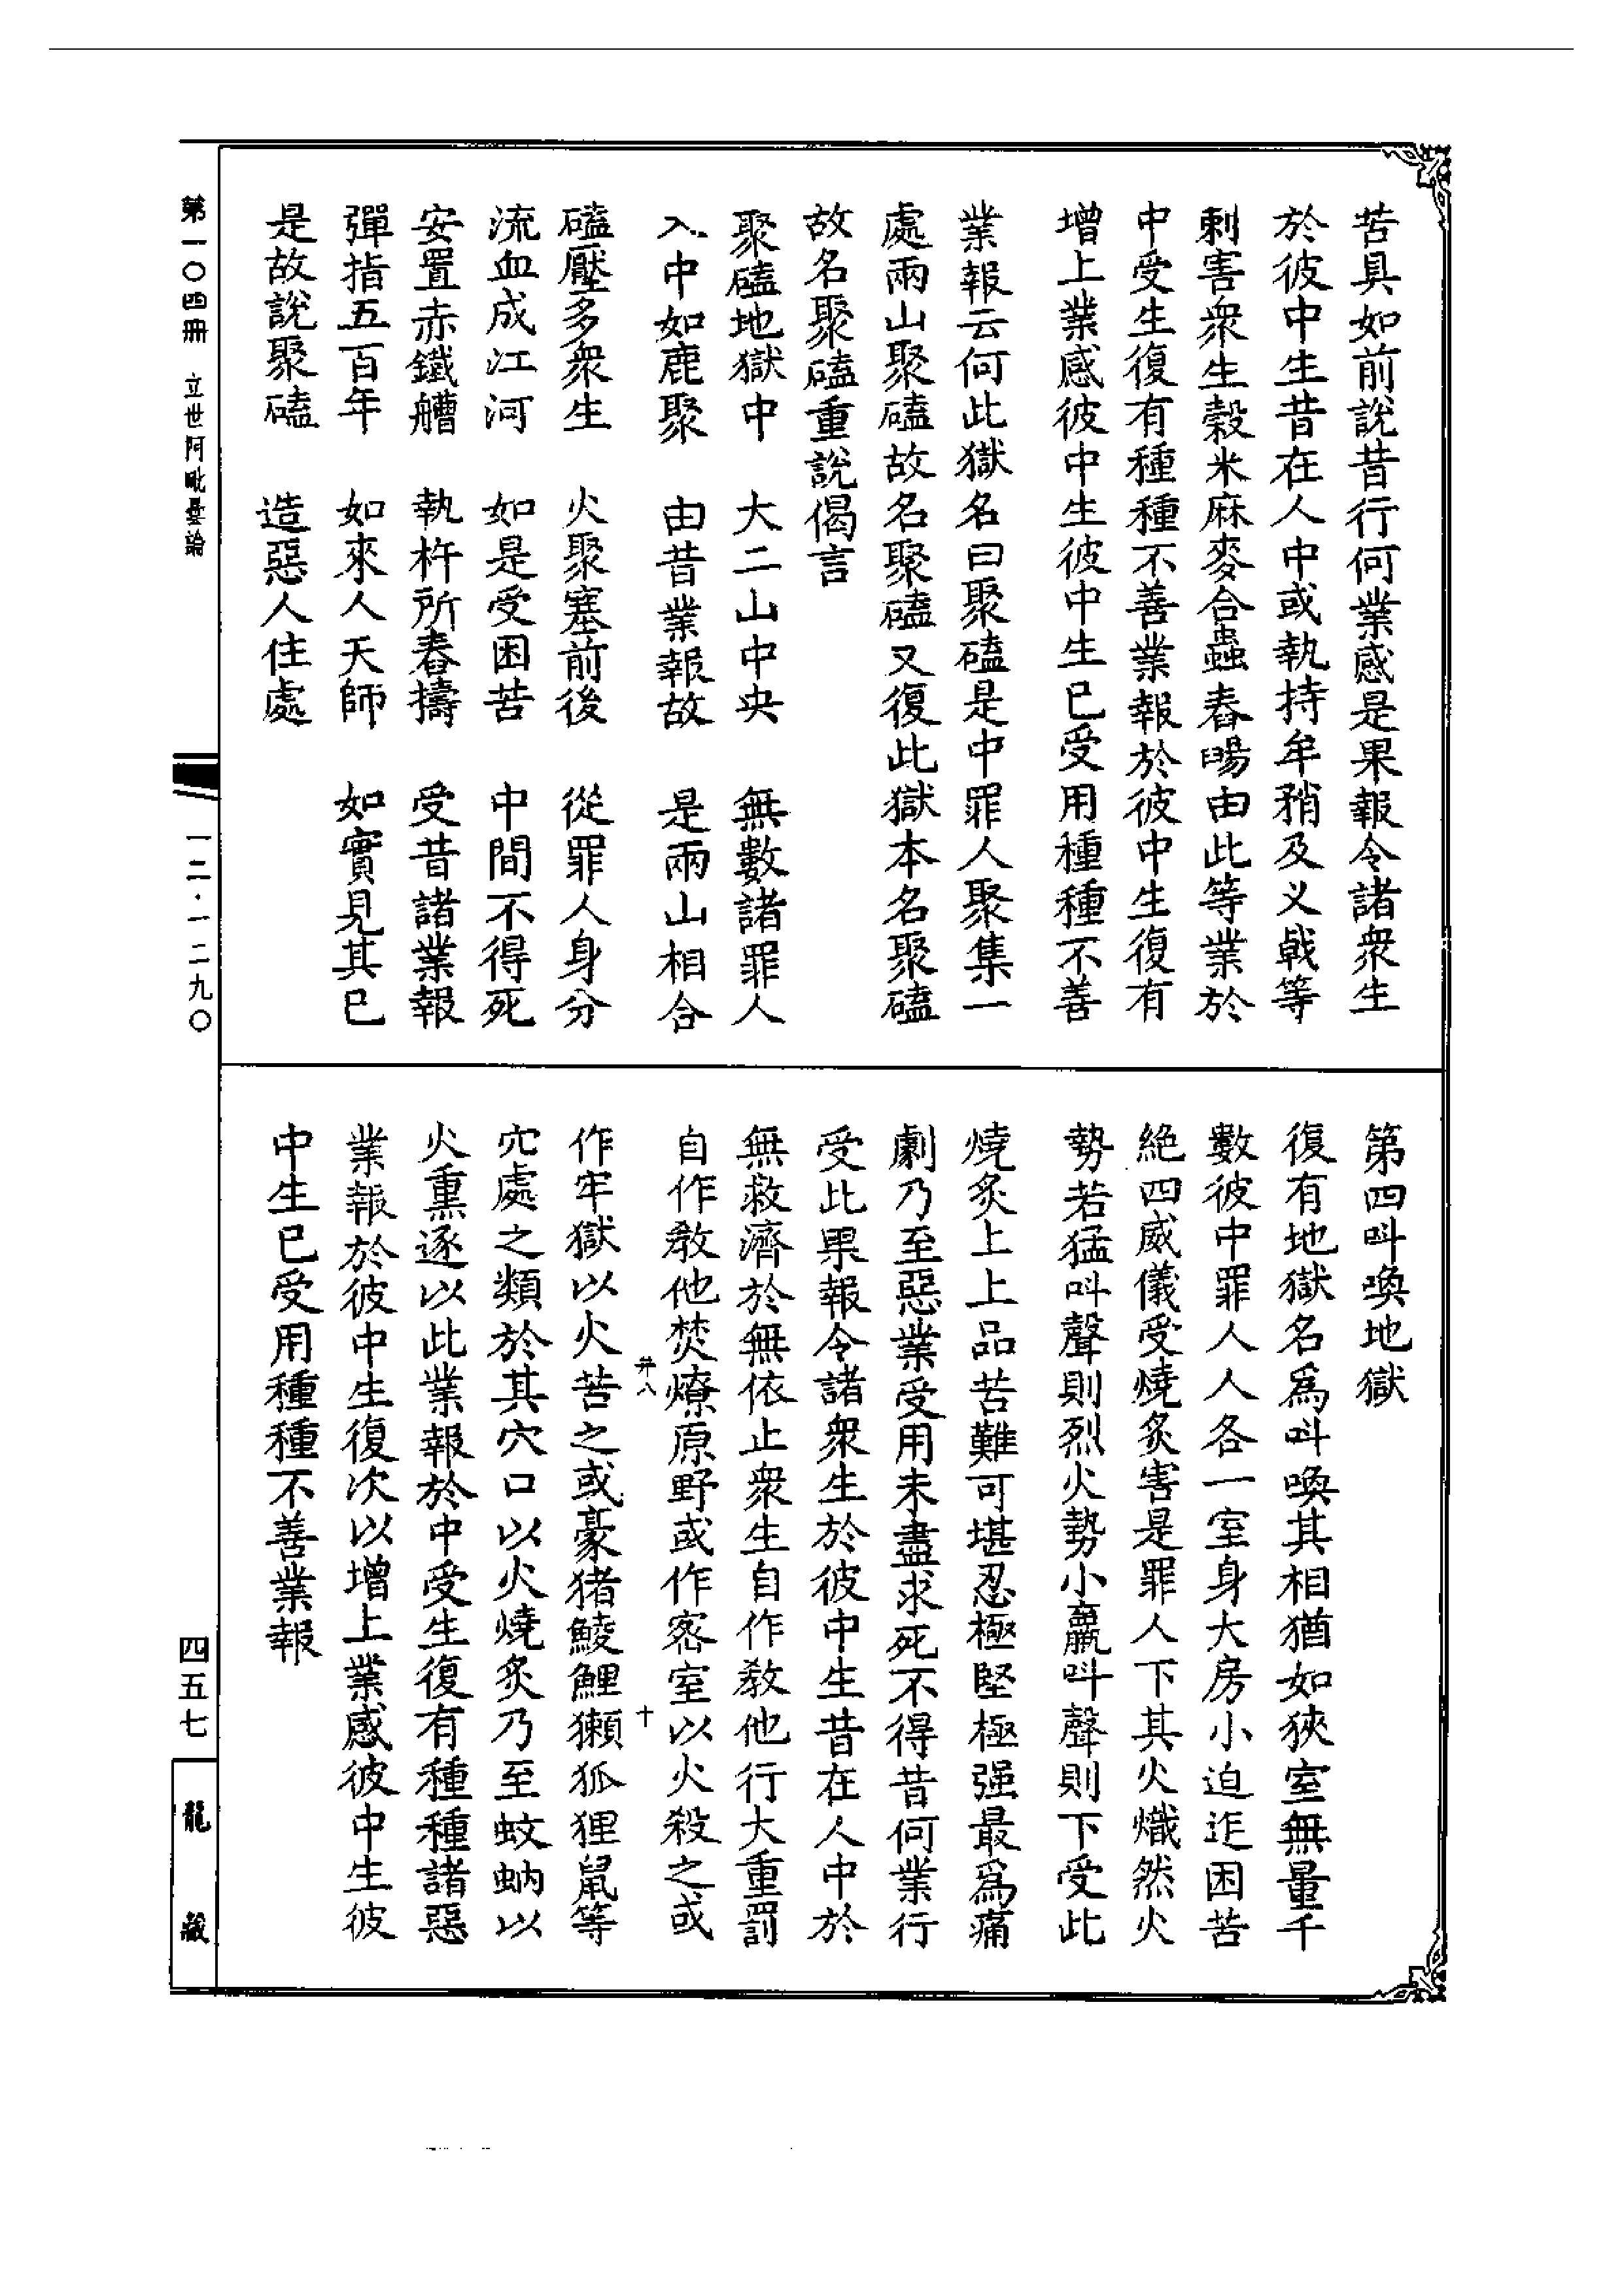 苦具如前說昔行何業感是果報令諸衆生
於彼中生昔在人中或執持牟矟及义戟等
刺害衆生榖米麻麥合蟲舂暘由此等業於
中受生復有種種不善業報於彼中生復有
增上業感彼中生彼中生已受用種種不善
業報云何此獄名曰聚磕是中罪人聚集一
處兩山聚磕故名聚磕又復此獄本名聚磕
故名聚磕重說偈言
聚磕地獄中　大二山中央　無數諸罪人
入中如鹿聚　由昔業報故　是兩山相合
磕壓多衆生　火聚塞前後　從罪人身分
流血成江河　如是受困苦　中間不得死
安置赤鐵艚　執杵所舂擣　受昔諸業報
彈指五百年　如來人天師　如實見其已
是故說聚磕　造惡人住處
第四呌喚地獄
復有地獄名爲呌喚其相猶如狹室無量千
數彼中罪人人各一室身大房小迫迮困苦
絕四威儀受燒炙害是罪人下其火熾然火
勢若猛呌聲則烈火勢小羸呌聲則下受此
燒炙上上品苦難可堪忍極堅極强最爲痛
劇乃至惡業受用未盡求死不得昔何業行
受此果報令諸衆生於彼中生昔在人中於
無救濟於無依止衆生自作教他行大重罰
自作教他焚燎原野或作窑室以火殺之或
作牢獄以火苦之或豪猪鯪鯉獺狐狸鼠等
穴處之類於其穴口以火燒炙乃至蚊蚋以
火熏逐以此業報於中受生復有種種諸惡
業報於彼中生復次以增上業感彼中生彼
中生已受用種種不善業報
第一〇四冊　立世阿毗曇論
一二·一二九〇
四五七
龍藏